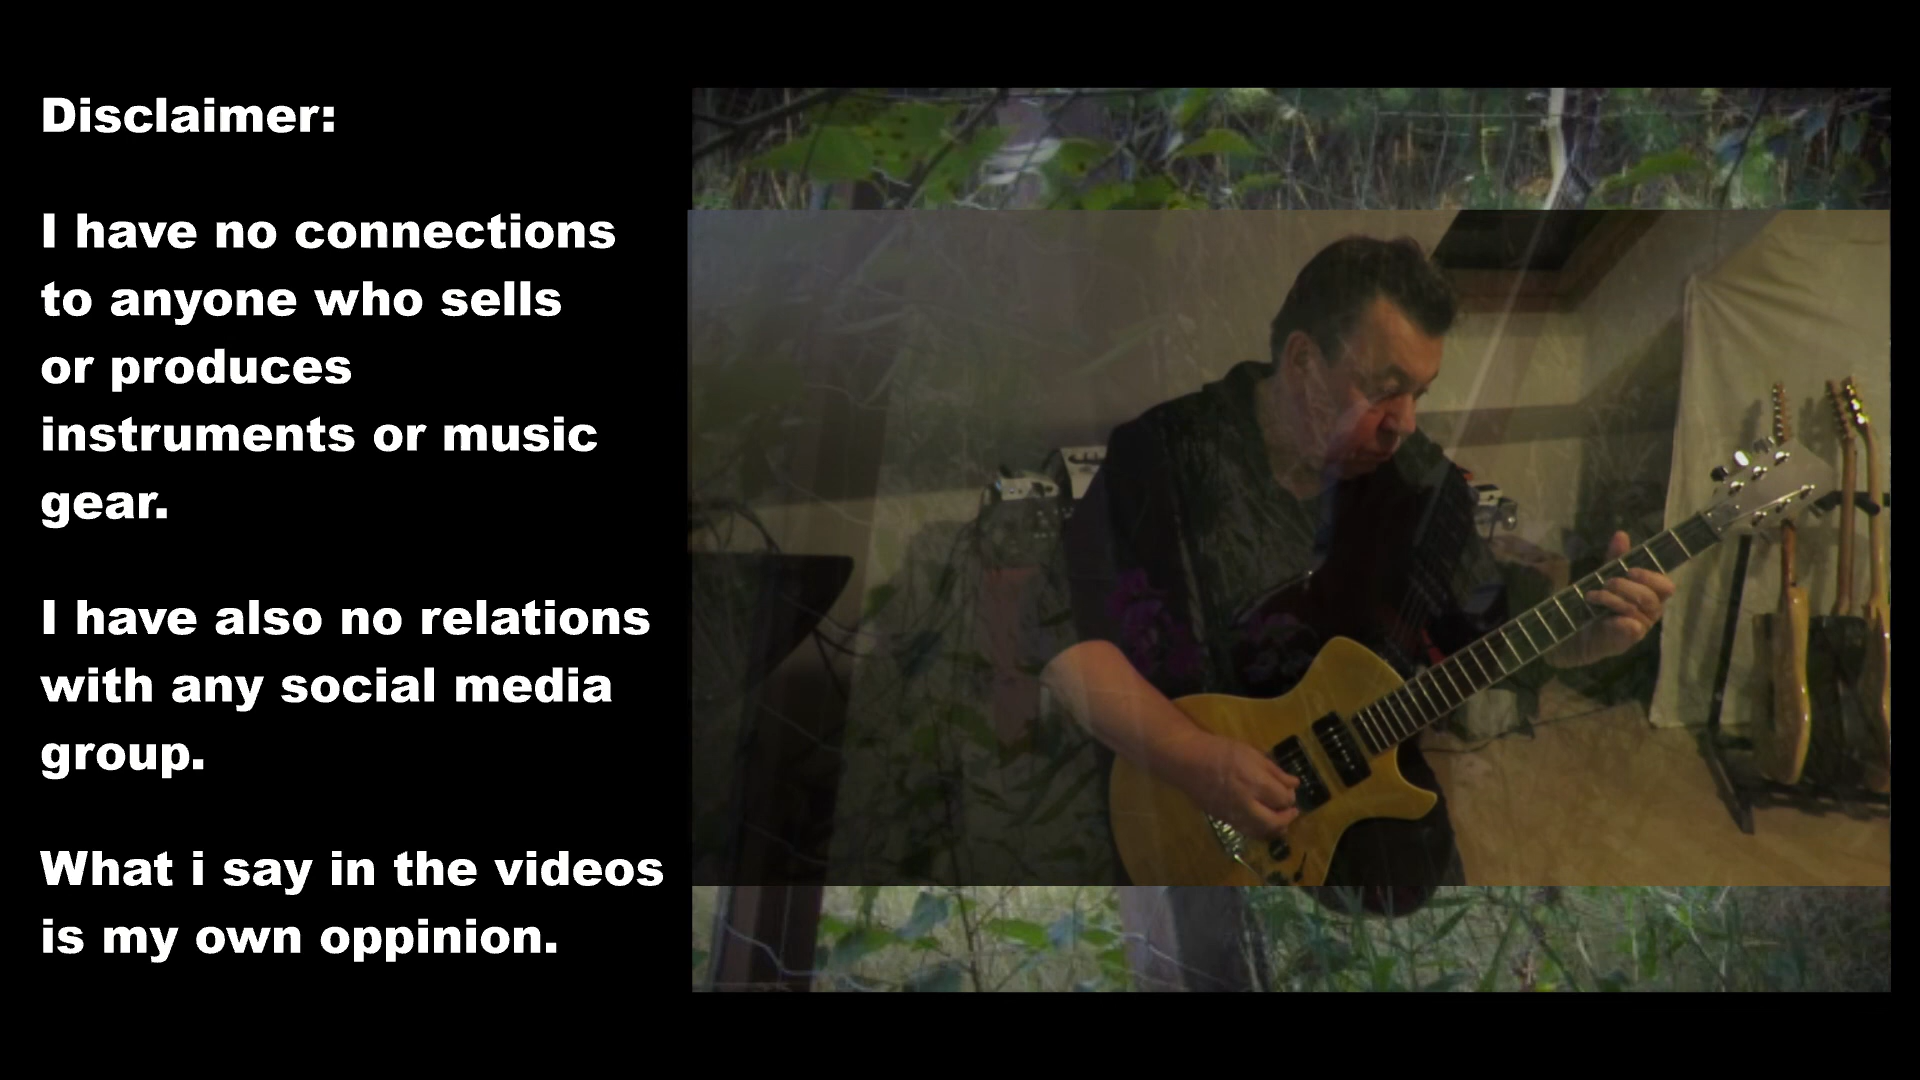 Disclaimer:
I have no connections
to anyone who sells
or produces
instruments or music
gear.
I have also no relations
with any social media
group.
What i say in the videos
is my own oppinion.